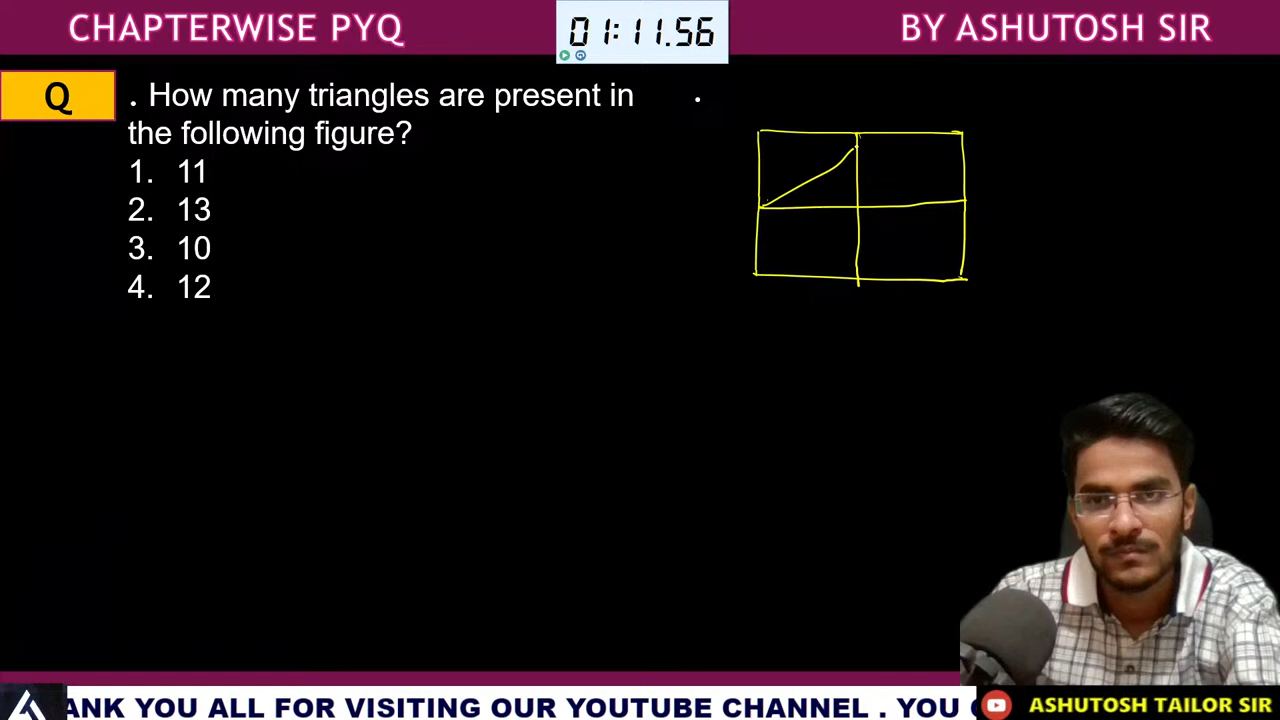 CHAPTERWISE PYQ
01:11.56
BY ASHUTOSH SIR
Q
. How many triangles are present in
the following figure?
1. 11
2. 13
3. 10
4. 12
ANK YOU ALL FOR VISITING OUR YOUTUBE CHANNEL . YOU
ASHUTOSH TAILOR SIR